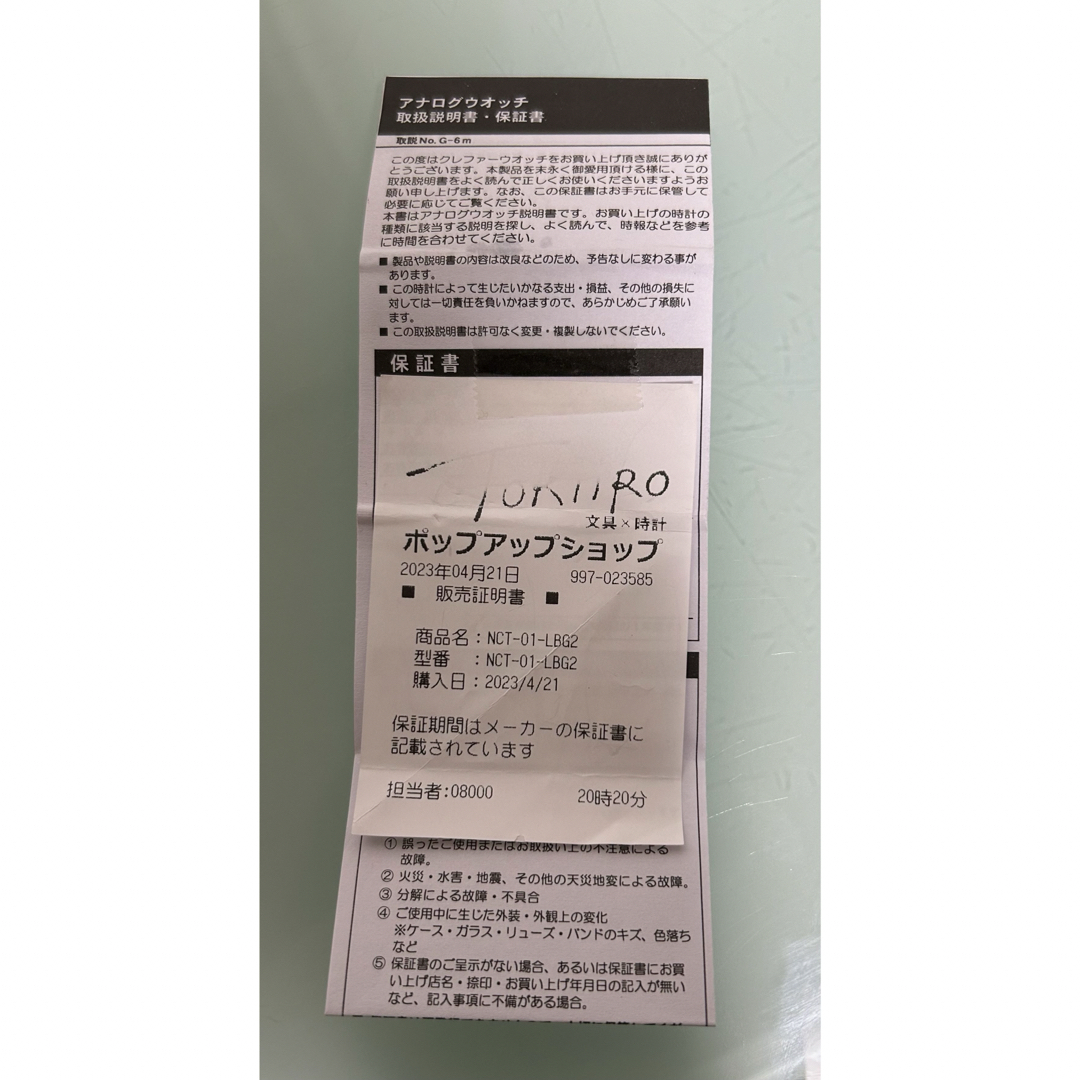 アナログウオッチ
取扱説明書・保証書
取説No.G-6m
この度はクレファーウオッチをお買い上げ頂き誠にありが
とうございます。本製品を末永く御愛用頂ける様に、この
取扱説明書をよく読んで正しくお使いくださいますようお
願い申し上げます。なお、この保証書はお手元に保管して
必要に応じてご覧ください。
本書はアナログウオッチ説明書です。お買い上げの時計の
種類に該当する説明を探し、よく読んで、時報などを参考
に時間を合わせてください。
■ 製品や説明書の内容は改良などのため、予告なしに変わる事が
あります。
■ この時計によって生じたいかなる支出・損益、その他の損失に
対しては一切責任を負いかねますので、あらかじめご了承願い
ます。
■ この取扱説明書は許可なく変更・複製しないでください。
保証書
TOKIIRO
文具×時計
ポップアップショップ
2023年04月21日 997-023585
■ 販売証明書 ■
商品名：NCT-01-LBG2
型番 ：NCT-01-LBG2
購入日：2023/4/21
保証期間はメーカーの保証書に
記載されています
担当者:08000 20時20分
① 誤ったご使用またはお取扱い上の不注意による
故障。
② 火災・水害・地震、その他の天災地変による故障。
③ 分解による故障・不具合
④ ご使用中に生じた外装・外観上の変化
※ケース・ガラス・リューズ・バンドのキズ、色落ち
など
⑤ 保証書のご呈示がない場合、あるいは保証書にお買
い上げ店名・捺印・お買い上げ年月日の記入が無い
など、記入事項に不備がある場合。